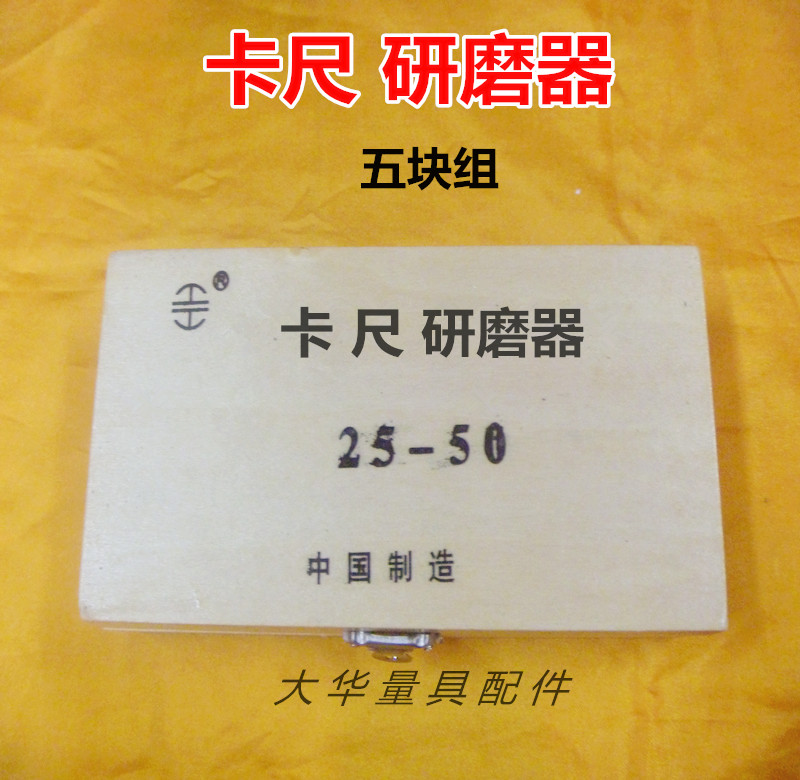 卡尺 研磨器
五块组
®
卡 尺 研磨器
25-50
中国制造
大华量具配件